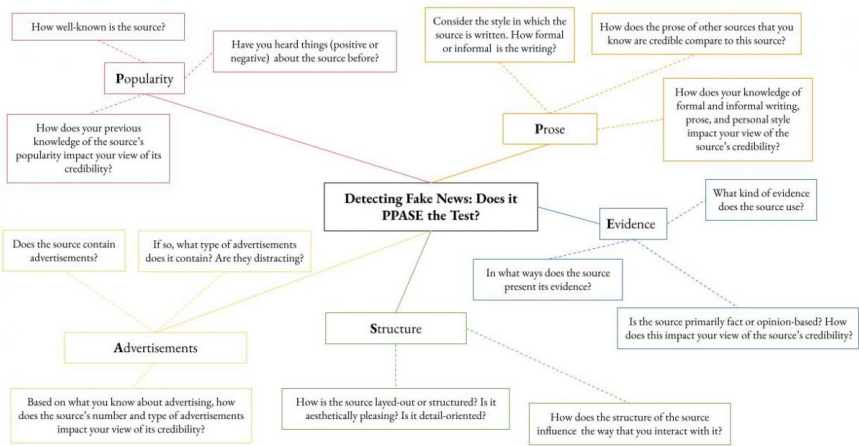 How well-known is the source?
Have you heard things (positive or
negative) about the source before?
Popularity
How does your previous
knowledge of the source's
popularity impact your view of its
credibility?
Consider the style in which the
source is written. How formal
or informal is the writing?
How does the prose of other sources that you
know are credible compare to this source?
Prose
How does your knowledge of
formal and informal writing,
prose, and personal style
impact your view of the
source's credibility?
Detecting Fake News: Does it
PPASE the Test?
Evidence
What kind of evidence
does the source use?
In what ways does the source
present its evidence?
Is the source primarily fact or opinion-based? How
does this impact your view of the source's credibility?
Does the source contain
advertisements?
If so, what type of advertisements
does it contain? Are they distracting?
Advertisements
Based on what you know about advertising, how
does the source's number and type of advertisements
impact your view of its credibility?
Structure
How is the source layed-out or structured? Is it
aesthetically pleasing? Is it detail-oriented?
How does the structure of the source
influence the way that you interact with it?